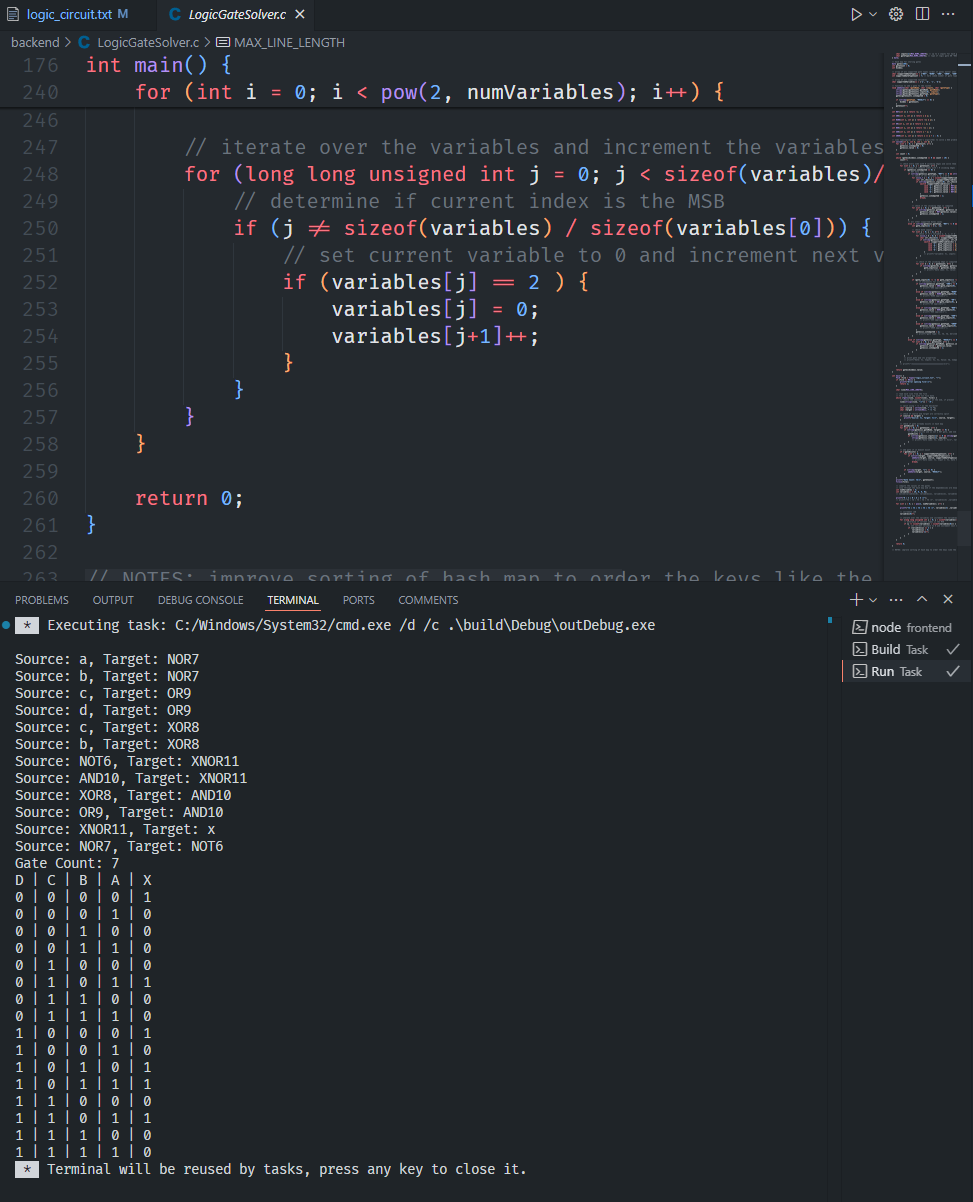 logic_circuit.txt M
LogicGateSolver.c
backend > LogicGateSolver.c > MAX_LINE_LENGTH
176 int main() {
240 for (int i = 0; i < pow(2, numVariables); i++) {
246
247 // iterate over the variables and increment the variables
248 for (long long unsigned int j = 0; j < sizeof(variables)/
249 // determine if current index is the MSB
250 if (j != sizeof(variables) / sizeof(variables[0])) {
251 // set current variable to 0 and increment next v
252 if (variables[j] == 2 ) {
253 variables[j] = 0;
254 variables[j+1]++;
255 }
256 }
257 }
258 }
259
260 return 0;
261 }
262
263 // NOTES: improve sorting of hash map to order the keys like the
PROBLEMS OUTPUT DEBUG CONSOLE TERMINAL PORTS COMMENTS
* Executing task: C:/Windows/System32/cmd.exe /d /c .\build\Debug\outDebug.exe
node frontend
Build Task
Run Task
Source: a, Target: NOR7
Source: b, Target: NOR7
Source: c, Target: OR9
Source: d, Target: OR9
Source: c, Target: XOR8
Source: b, Target: XOR8
Source: NOT6, Target: XNOR11
Source: AND10, Target: XNOR11
Source: XOR8, Target: AND10
Source: OR9, Target: AND10
Source: XNOR11, Target: x
Source: NOR7, Target: NOT6
Gate Count: 7
D | C | B | A | X
0 | 0 | 0 | 0 | 1
0 | 0 | 0 | 1 | 0
0 | 0 | 1 | 0 | 0
0 | 0 | 1 | 1 | 0
0 | 1 | 0 | 0 | 0
0 | 1 | 0 | 1 | 1
0 | 1 | 1 | 0 | 0
0 | 1 | 1 | 1 | 0
1 | 0 | 0 | 0 | 1
1 | 0 | 0 | 1 | 0
1 | 0 | 1 | 0 | 1
1 | 0 | 1 | 1 | 1
1 | 1 | 0 | 0 | 0
1 | 1 | 0 | 1 | 1
1 | 1 | 1 | 0 | 0
1 | 1 | 1 | 1 | 0
* Terminal will be reused by tasks, press any key to close it.